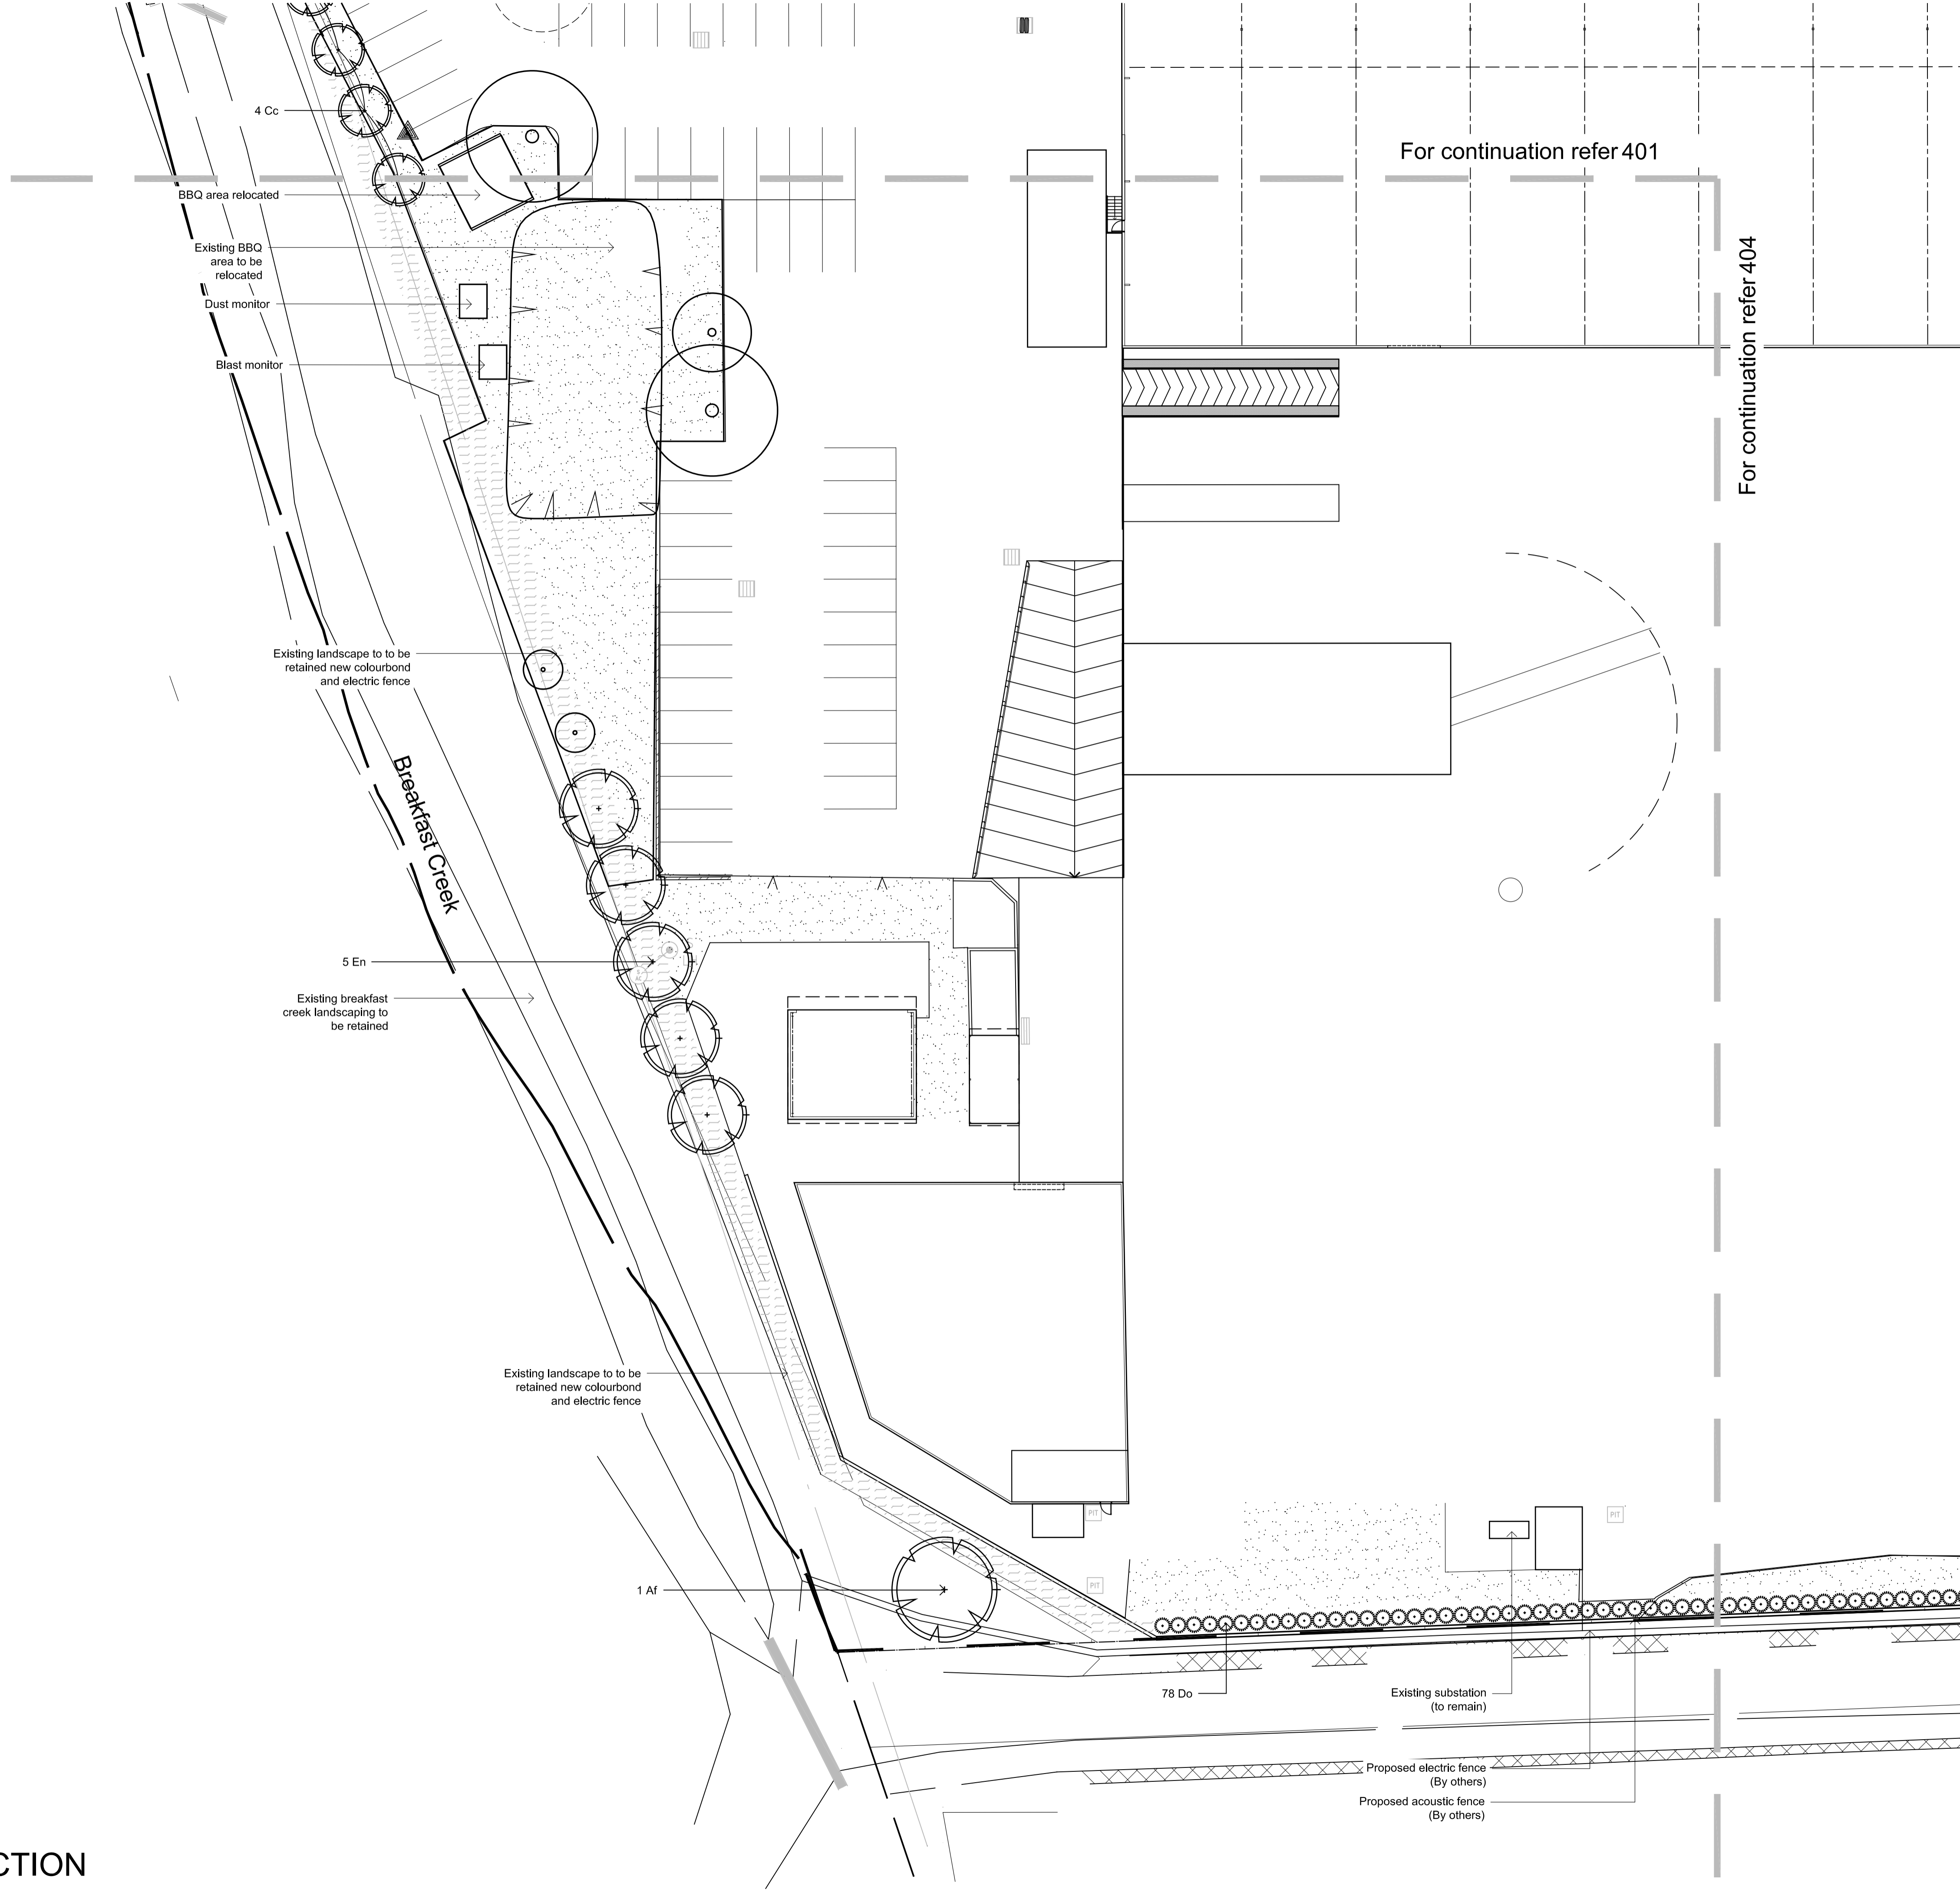 4 Cc
For continuation refer 401
BBQ area relocated
Existing BBQ
area to be
relocated
Dust monitor
Blast monitor
For continuation refer 404
Existing landscape to to be
retained new colourbond
and electric fence
Breakfast Creek
5 En
Existing breakfast
creek landscaping to
be retained
Existing landscape to to be
retained new colourbond
and electric fence
PIT
PIT
PIT
1 Af
78 Do
Existing substation
(to remain)
Proposed electric fence
(By others)
Proposed acoustic fence
(By others)
CTION